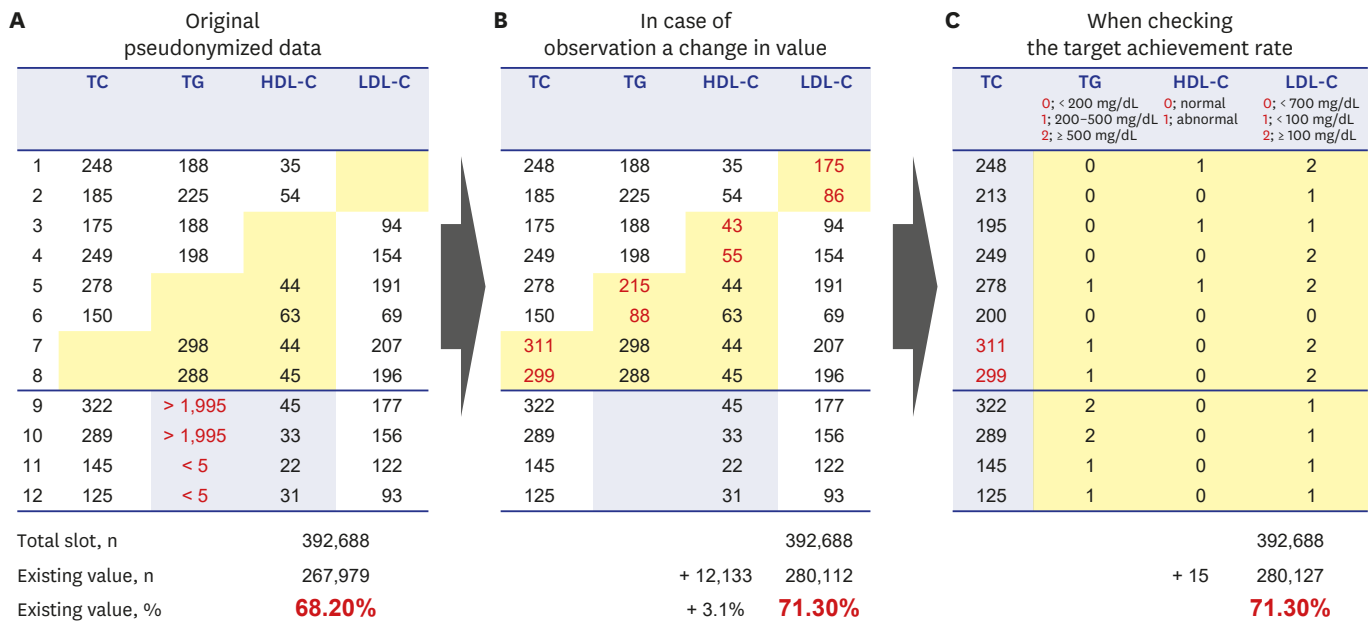 A Original pseudonymized data
TC TG HDL-C LDL-C
1 248 188 35
2 185 225 54
3 175 188 94
4 249 198 154
5 278 44 191
6 150 63 69
7 298 44 207
8 288 45 196
9 322 > 1,995 45 177
10 289 > 1,995 33 156
11 145 < 5 22 122
12 125 < 5 31 93
Total slot, n 392,688
Existing value, n 267,979
Existing value, % 68.20%
B In case of observation a change in value
TC TG HDL-C LDL-C
248 188 35 175
185 225 54 86
175 188 43 94
249 198 55 154
278 215 44 191
150 88 63 69
311 298 44 207
299 288 45 196
322 45 177
289 33 156
145 22 122
125 31 93
392,688
+ 12,133 280,112
+ 3.1% 71.30%
C When checking the target achievement rate
TC TG HDL-C LDL-C
0; < 200 mg/dL 0; normal 0; < 700 mg/dL
1; 200–500 mg/dL 1; abnormal 1; < 100 mg/dL
2; ≥ 500 mg/dL 2; ≥ 100 mg/dL
248 0 1 2
213 0 0 1
195 0 1 1
249 0 0 2
278 1 1 2
200 0 0 0
311 1 0 2
299 1 0 2
322 2 0 1
289 2 0 1
145 1 0 1
125 1 0 1
392,688
+ 15 280,127
71.30%